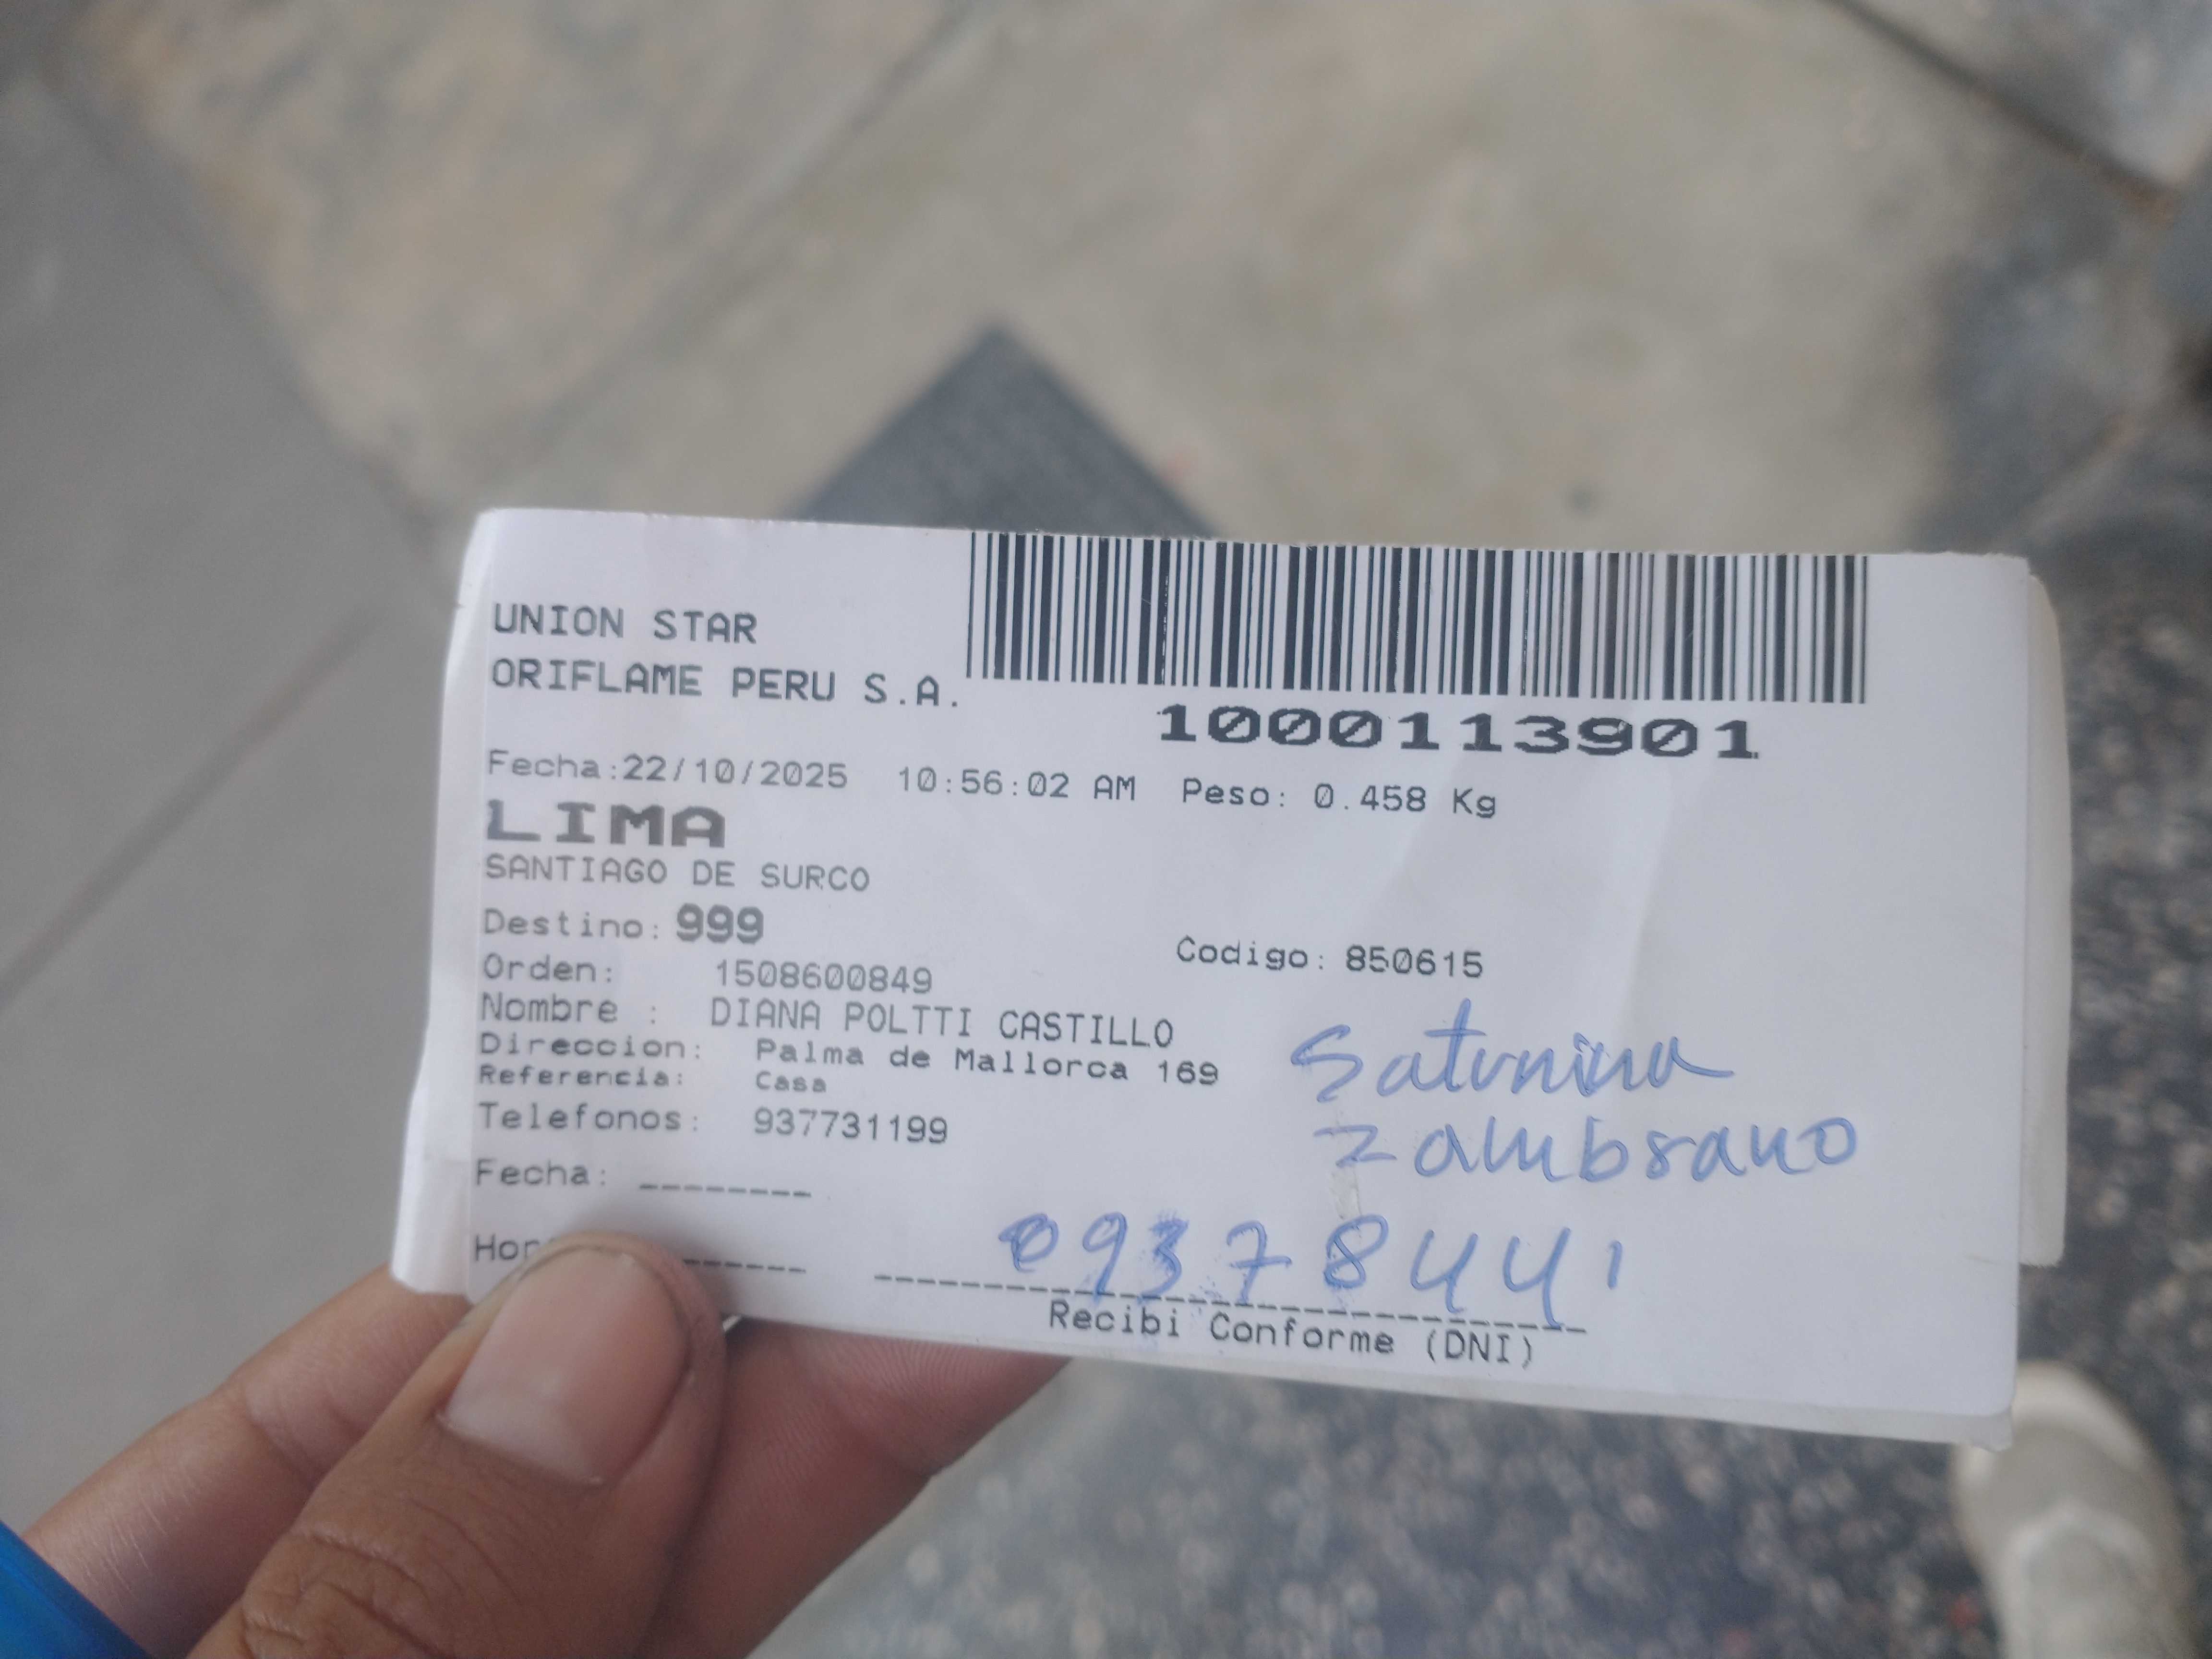 UNION STAR
ORIFLAME PERU S.A.
1000113901
Fecha:22/10/2025 10:56:02 AM Peso: 0.458 Kg
LIMA
SANTIAGO DE SURCO
Destino: 999
Codigo: 850615
Orden: 1508600849
Nombre : DIANA POLTTI CASTILLO
Direccion: Palma de Mallorca 169
Referencia: Casa
Telefonos: 937731199
Saturnina
Zambrano
Fecha: --------
09378441
Recibi Conforme (DNI)